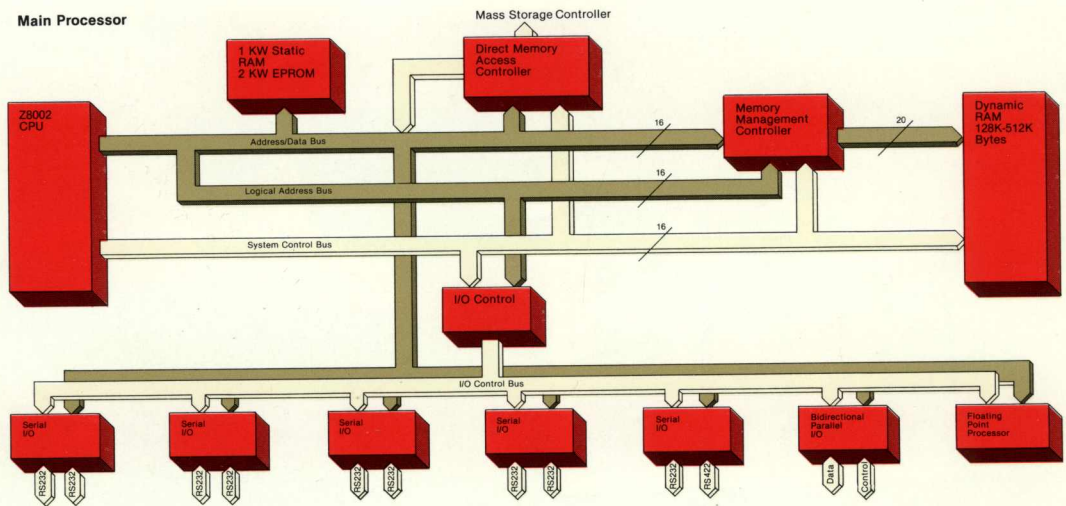 Main Processor
Mass Storage Controller
1 KW Static
RAM
2 KW EPROM
Direct Memory
Access
Controller
Z8002
CPU
Memory
Management
Controller
Dynamic
RAM
128K-512K
Bytes
16
20
Address/Data Bus
16
Logical Address Bus
16
System Control Bus
I/O Control
I/O Control Bus
Serial
I/O
Serial
I/O
Serial
I/O
Serial
I/O
Serial
I/O
Bidirectional
Parallel
I/O
Floating
Point
Processor
RS232
RS232
RS232
RS232
RS232
RS232
RS232
RS232
RS232
RS422
Data
Control